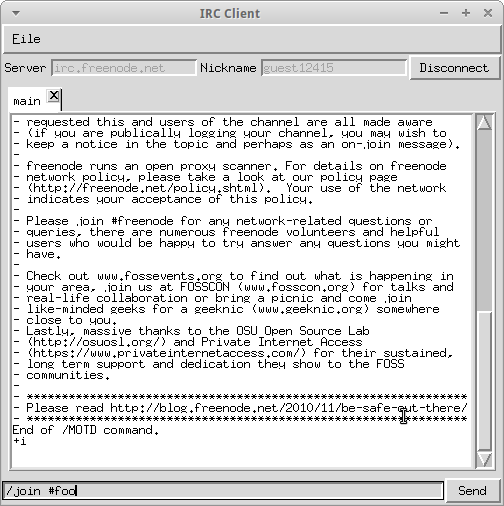 IRC Client
File
Server irc.freenode.net Nickname guest12415 Disconnect
main
- requested this and users of the channel are all made aware
- (if you are publically logging your channel, you may wish to
- keep a notice in the topic and perhaps as an on-join message).
-
- freenode runs an open proxy scanner. For details on freenode
- network policy, please take a look at our policy page
- (http://freenode.net/policy.shtml).  Your use of the network
- indicates your acceptance of this policy.
-
- Please join #freenode for any network-related questions or
- queries, there are numerous freenode volunteers and helpful
- users who would be happy to try answer any questions you might
- have.
-
- Check out www.fossevents.org to find out what is happening in
- your area, join us at FOSSCON (www.fosscon.org) for talks and
- real-life collaboration or bring a picnic and come join
- like-minded geeks for a geeknic (www.geeknic.org) somewhere
- close to you.
- Lastly, massive thanks to the OSU Open Source Lab
- (http://osuosl.org/) and Private Internet Access
- (https://www.privateinternetaccess.com/) for their sustained,
- long term support and dedication they show to the FOSS
- communities.
-
- ***************************************************************
- Please read http://blog.freenode.net/2010/11/be-safe-out-there/
- ***************************************************************
End of /MOTD command.
+i
/join #foo Send